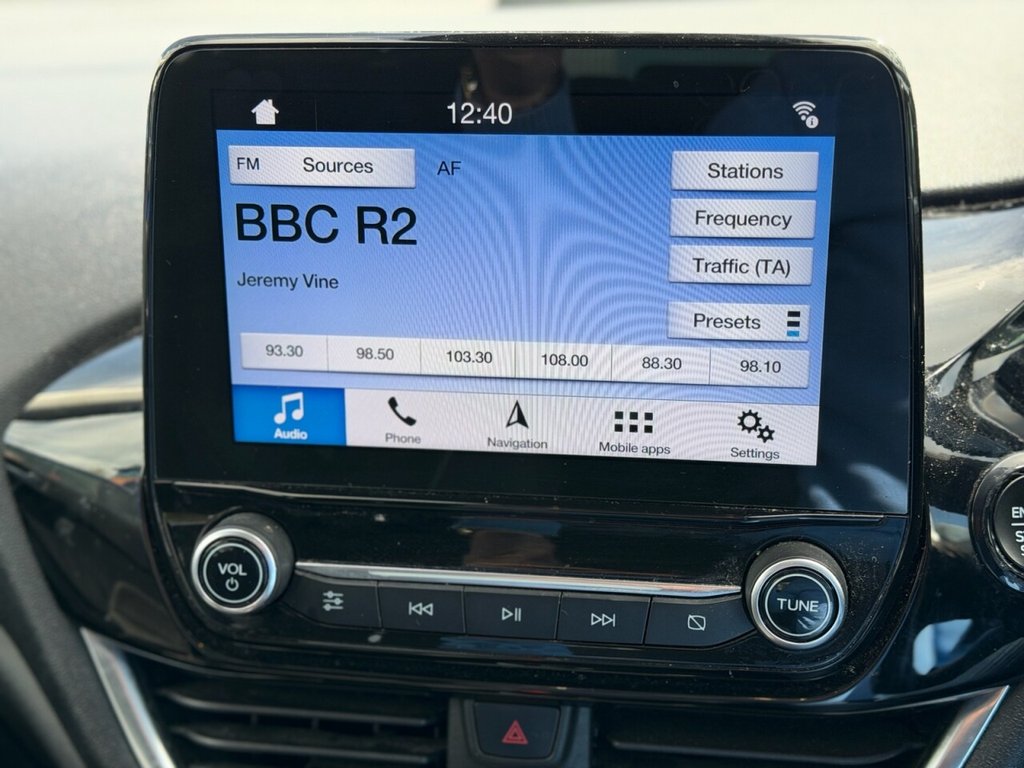 12:40
FM Sources
AF
Stations
BBC R2
Frequency
Traffic (TA)
Jeremy Vine
Presets
93.30 98.50 103.30 108.00 88.30 98.10
Audio
Phone
Navigation
Mobile apps
Settings
VOL
TUNE